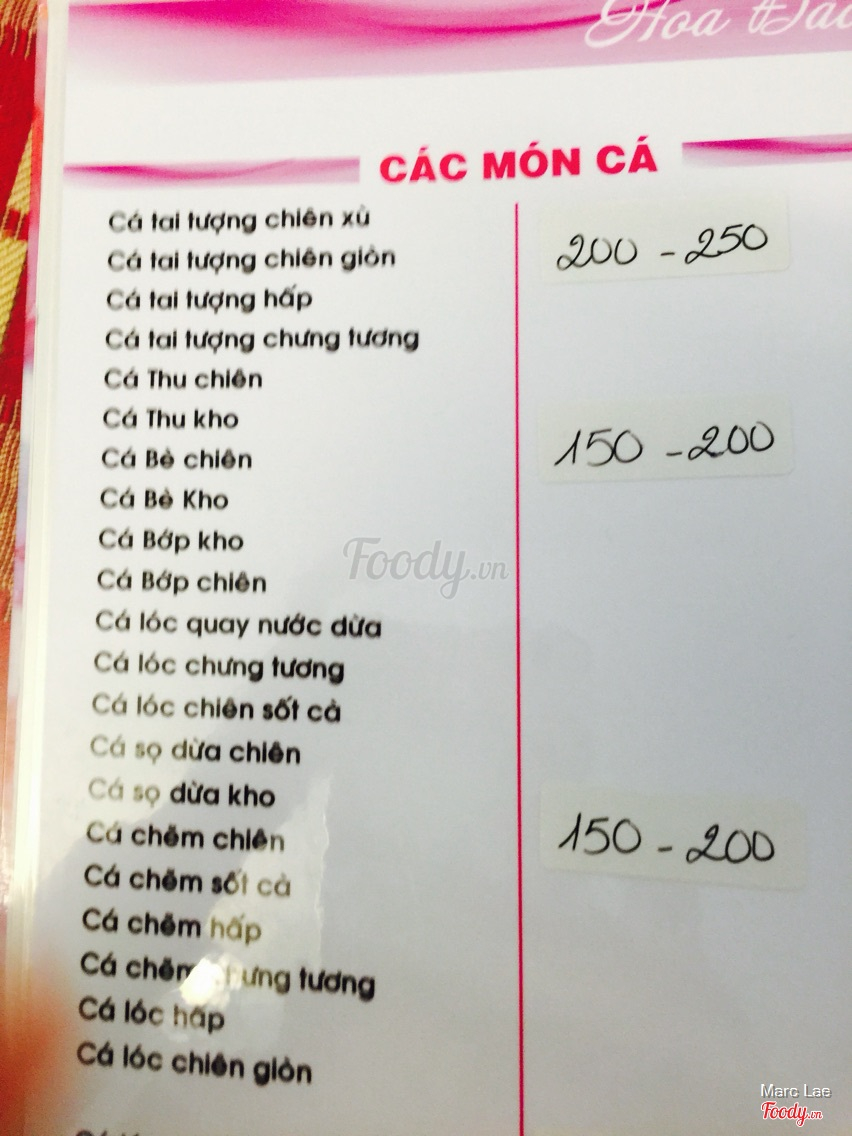 Hoa
CÁC MÓN CÁ
Cá tai tượng chiên xù
200 - 250
Cá tai tượng chiên giòn
Cá tai tượng hấp
Cá tai tượng chưng tương
Cá Thu chiên
Cá Thu kho
150 - 200
Cá Bè chiên
Cá Bè Kho
Cá Bớp kho
Foody.vn
Cá Bớp chiên
Cá lóc quay nước dừa
Cá lóc chưng tương
Cá lóc chiên sốt cà
Cá sọ dừa chiên
Cá sọ dừa kho
Cá chẽm chiên
150 - 200
Cá chẽm sốt cà
Cá chẽm hấp
Cá chẽm chưng tương
Cá lóc hấp
Cá lóc chiên giòn
Marc Lae
Foody.vn